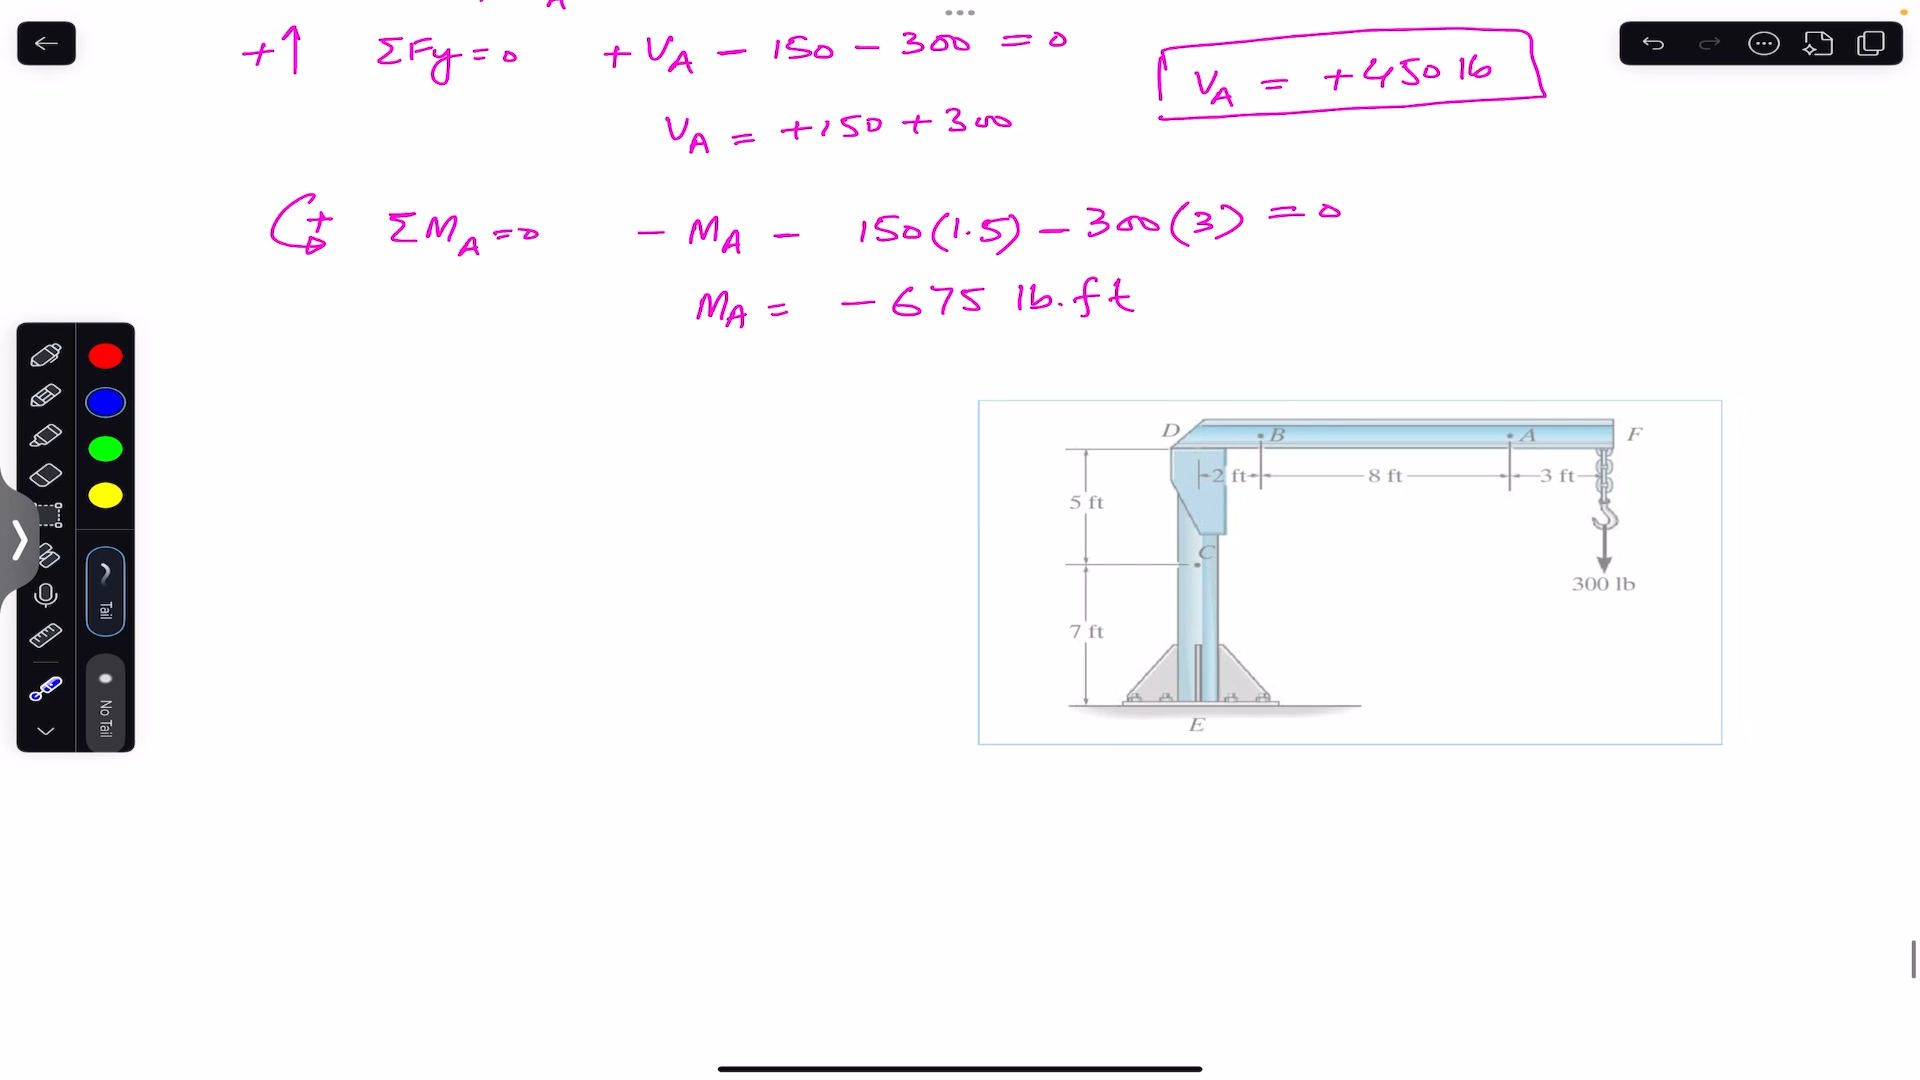 A
+↑ ΣFy = 0 + VA − 150 − 300 = 0
VA = +450 lb
VA = +150 + 300
+ ΣMA = 0 − MA − 150(1.5) − 300(3) = 0
MA = − 675 lb.ft
D B A F
2 ft 8 ft 3 ft
5 ft
C
300 lb
7 ft
E
Tail
No Tail